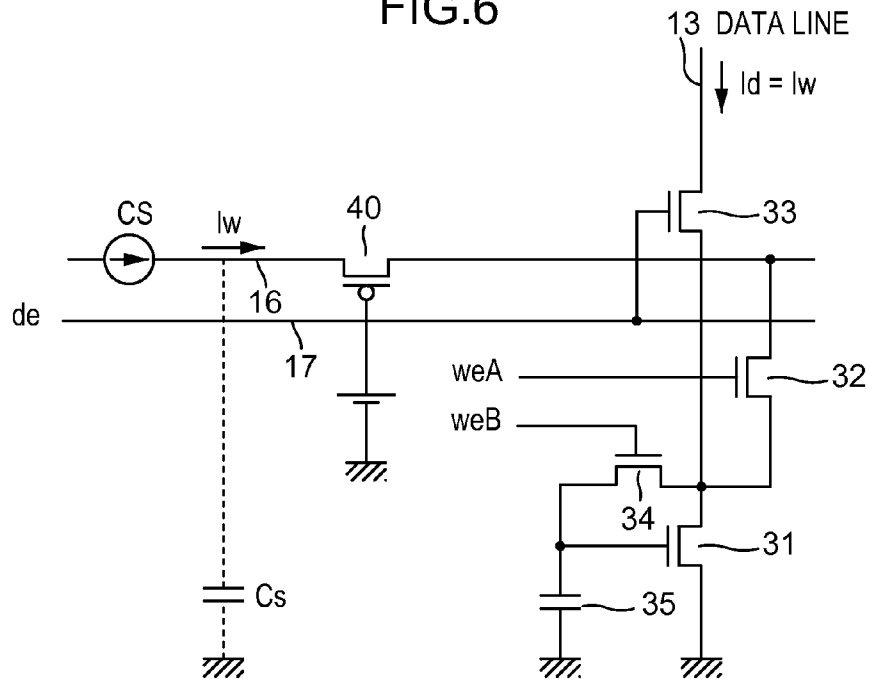 FIG.6
13 DATA LINE
Id = Iw
33
40
CS
Iw
16
de
17
weA
32
weB
34
31
35
Cs